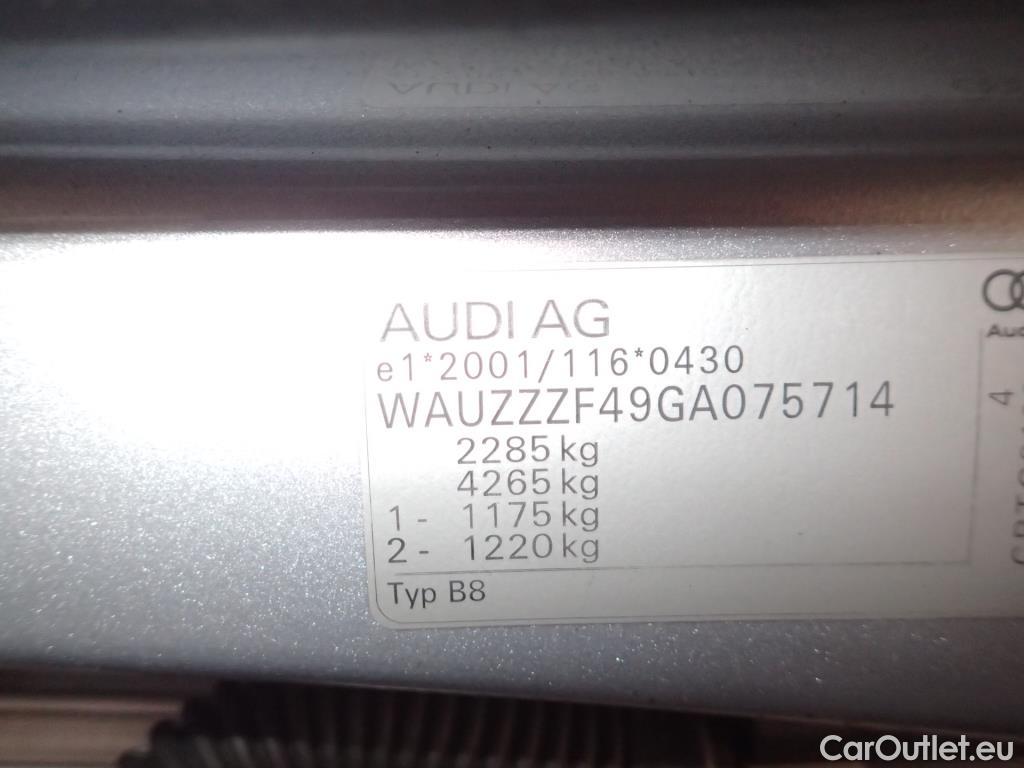 AUDI AG
e1*2001/116*0430
WAUZZZF49GA075714
2285 kg
4265 kg
1 - 1175 kg
2 - 1220 kg
Typ B8
4
CarOutlet.eu